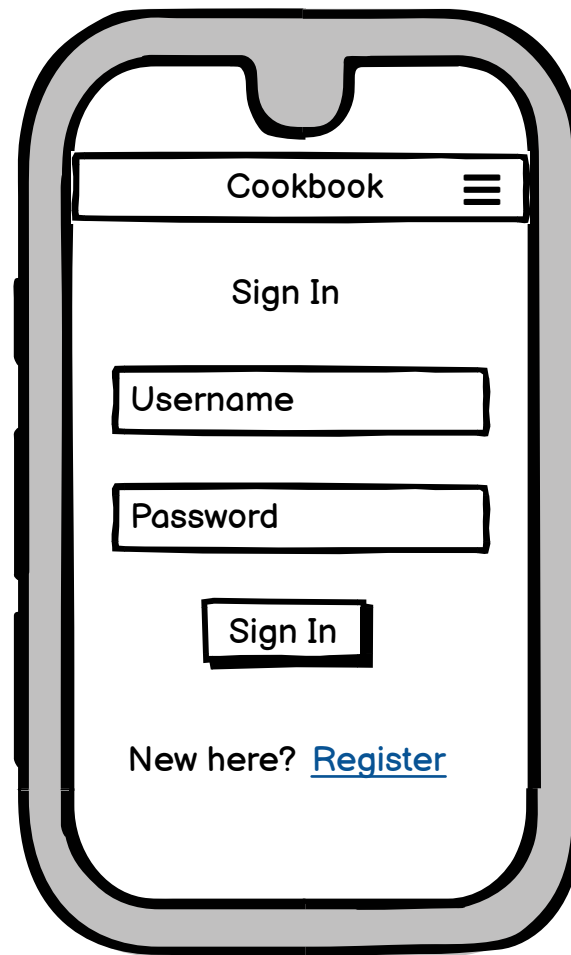 Cookbook
Sign In
Username
Password
Sign In
New here? Register